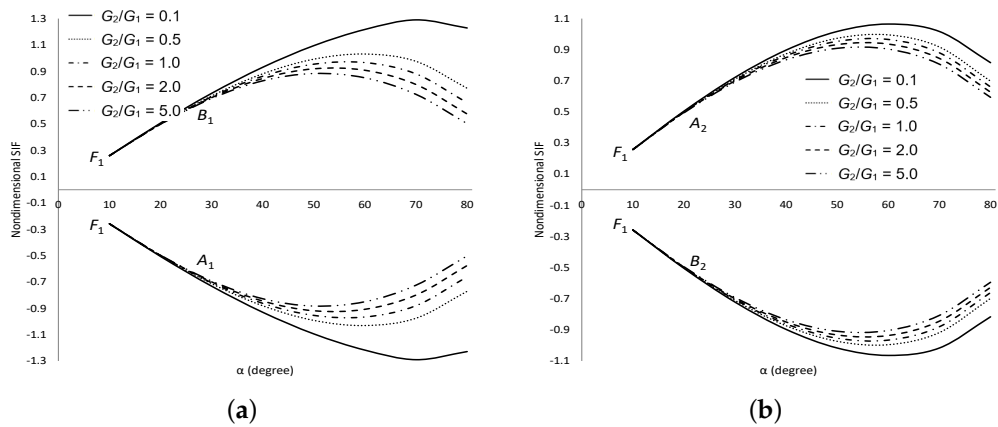 1.3
1.1
0.9
0.7
0.5
0.3
0.1
-0.1
-0.3
-0.5
-0.7
-0.9
-1.1
-1.3
Nondimensional SIF
G₂/G₁ = 0.1
G₂/G₁ = 0.5
G₂/G₁ = 1.0
G₂/G₁ = 2.0
G₂/G₁ = 5.0
B₁
F₁
0 10 20 30 40 50 60 70 80
F₁
A₁
α (degree)
(a)
1.1
0.9
0.7
0.5
0.3
0.1
-0.1
-0.3
-0.5
-0.7
-0.9
-1.1
Nondimensional SIF
A₂
F₁
G₂/G₁ = 0.1
G₂/G₁ = 0.5
G₂/G₁ = 1.0
G₂/G₁ = 2.0
G₂/G₁ = 5.0
0 10 20 30 40 50 60 70 80
F₁
B₂
α (degree)
(b)